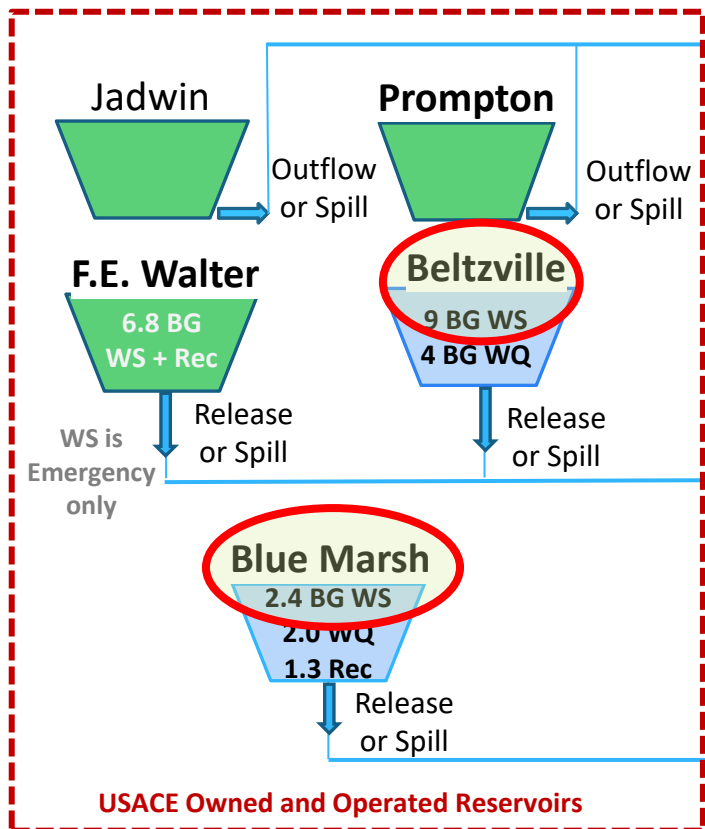 Jadwin
Outflow
or Spill
Prompton
Outflow
or Spill
F.E. Walter
6.8 BG
WS + Rec
Release
or Spill
WS is
Emergency
only
Beltzville
9 BG WS
4 BG WQ
Release
or Spill
Blue Marsh
2.4 BG WS
2.0 WQ
1.3 Rec
Release
or Spill
USACE Owned and Operated Reservoirs